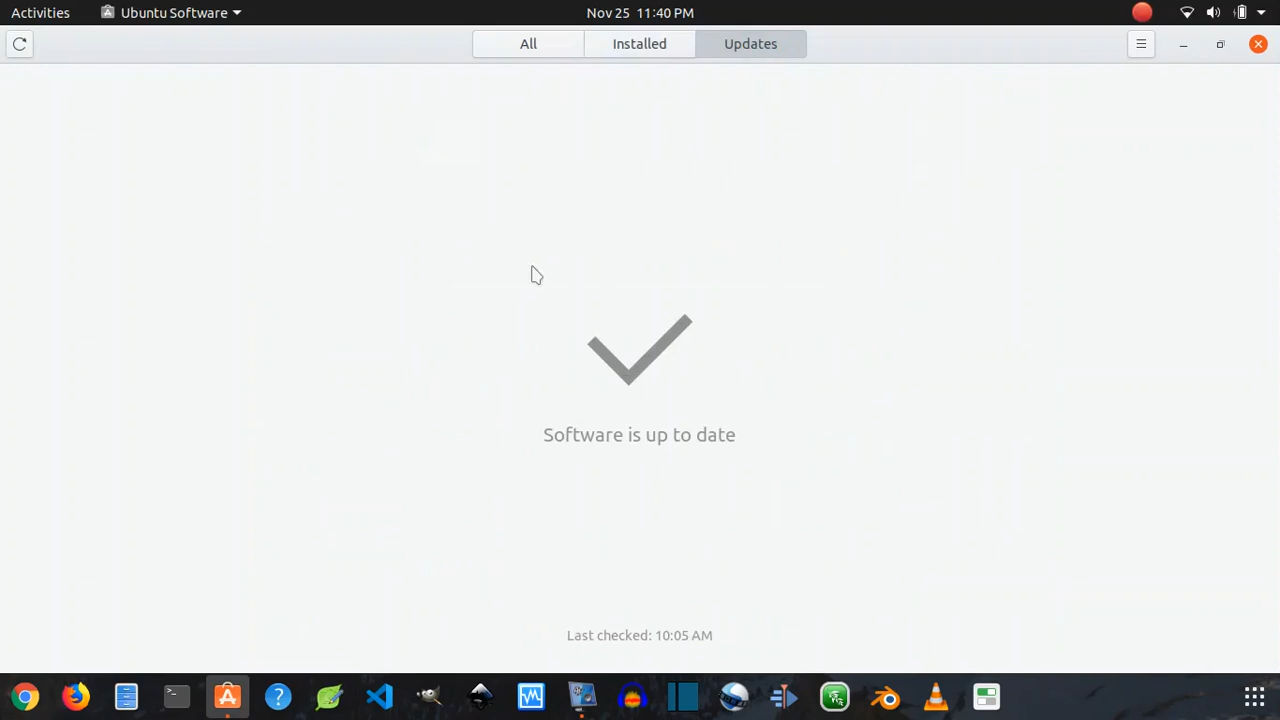 Activities Ubuntu Software Nov 25 11:40 PM
All Installed Updates
Software is up to date
Last checked: 10:05 AM